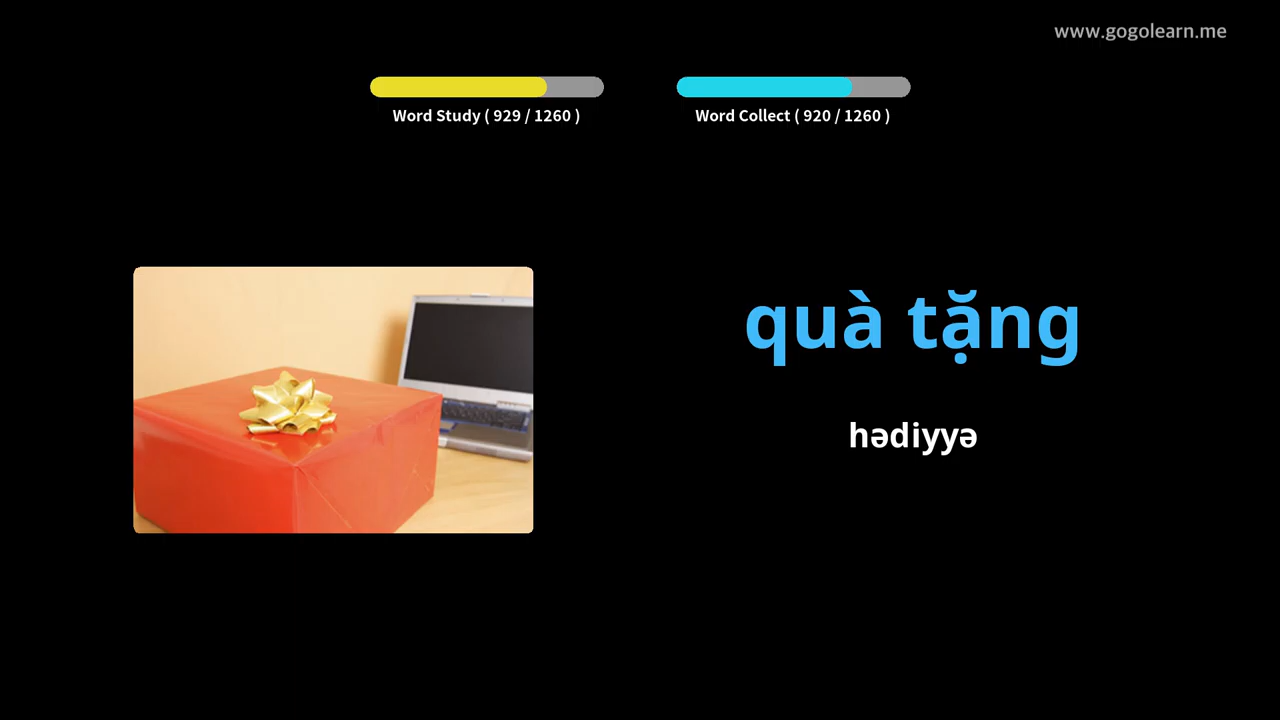 www.gogolearn.me
Word Study ( 929 / 1260 )
Word Collect ( 920 / 1260 )
quà tặng
hədiyyə